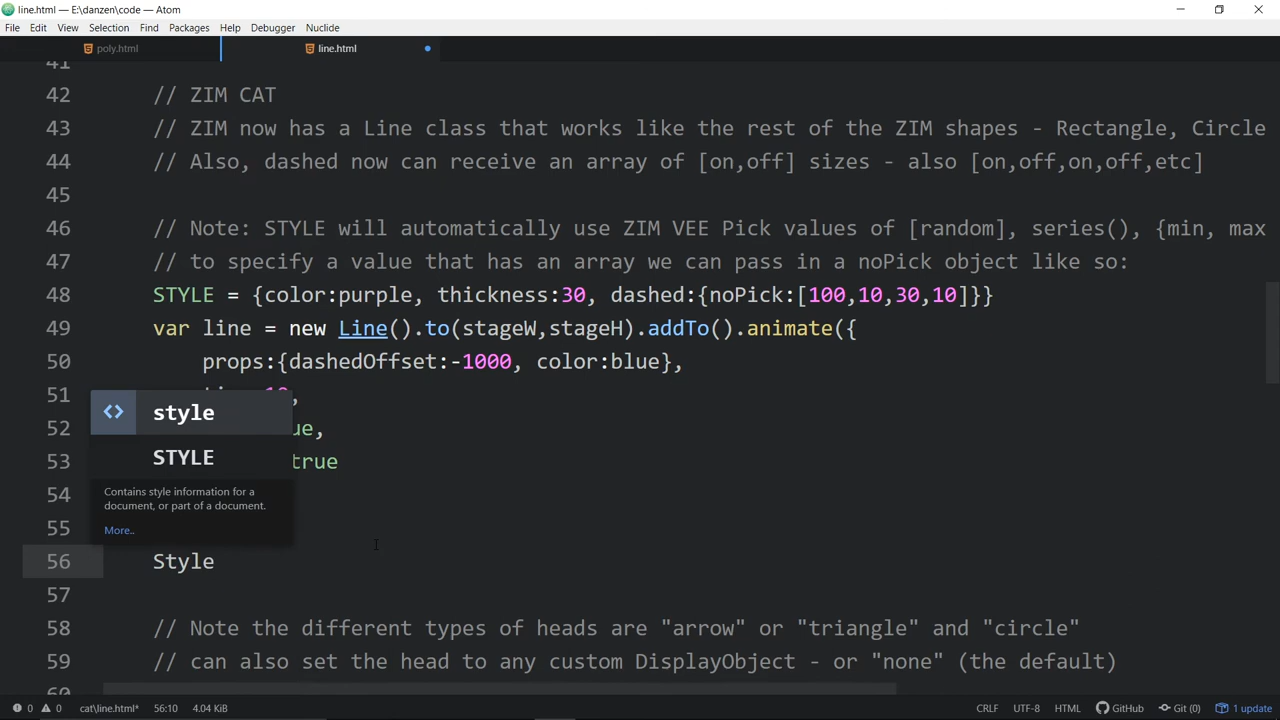 line.html — E:\danzen\code — Atom
File Edit View Selection Find Packages Help Debugger Nuclide
poly.html line.html
41
42 // ZIM CAT
43 // ZIM now has a Line class that works like the rest of the ZIM shapes - Rectangle, Circle
44 // Also, dashed now can receive an array of [on,off] sizes - also [on,off,on,off,etc]
45
46 // Note: STYLE will automatically use ZIM VEE Pick values of [random], series(), {min, max
47 // to specify a value that has an array we can pass in a noPick object like so:
48 STYLE = {color:purple, thickness:30, dashed:{noPick:[100,10,30,10]}}
49 var line = new Line().to(stageW,stageH).addTo().animate({
50 props:{dashedOffset:-1000, color:blue},
51
style
52 ue,
STYLE
53 true
54
Contains style information for a
document, or part of a document.
55
More..
56 Style
57
58 // Note the different types of heads are "arrow" or "triangle" and "circle"
59 // can also set the head to any custom DisplayObject - or "none" (the default)
60
0 0 cat\line.html* 56:10 4.04 KiB CRLF UTF-8 HTML GitHub Git (0) 1 update